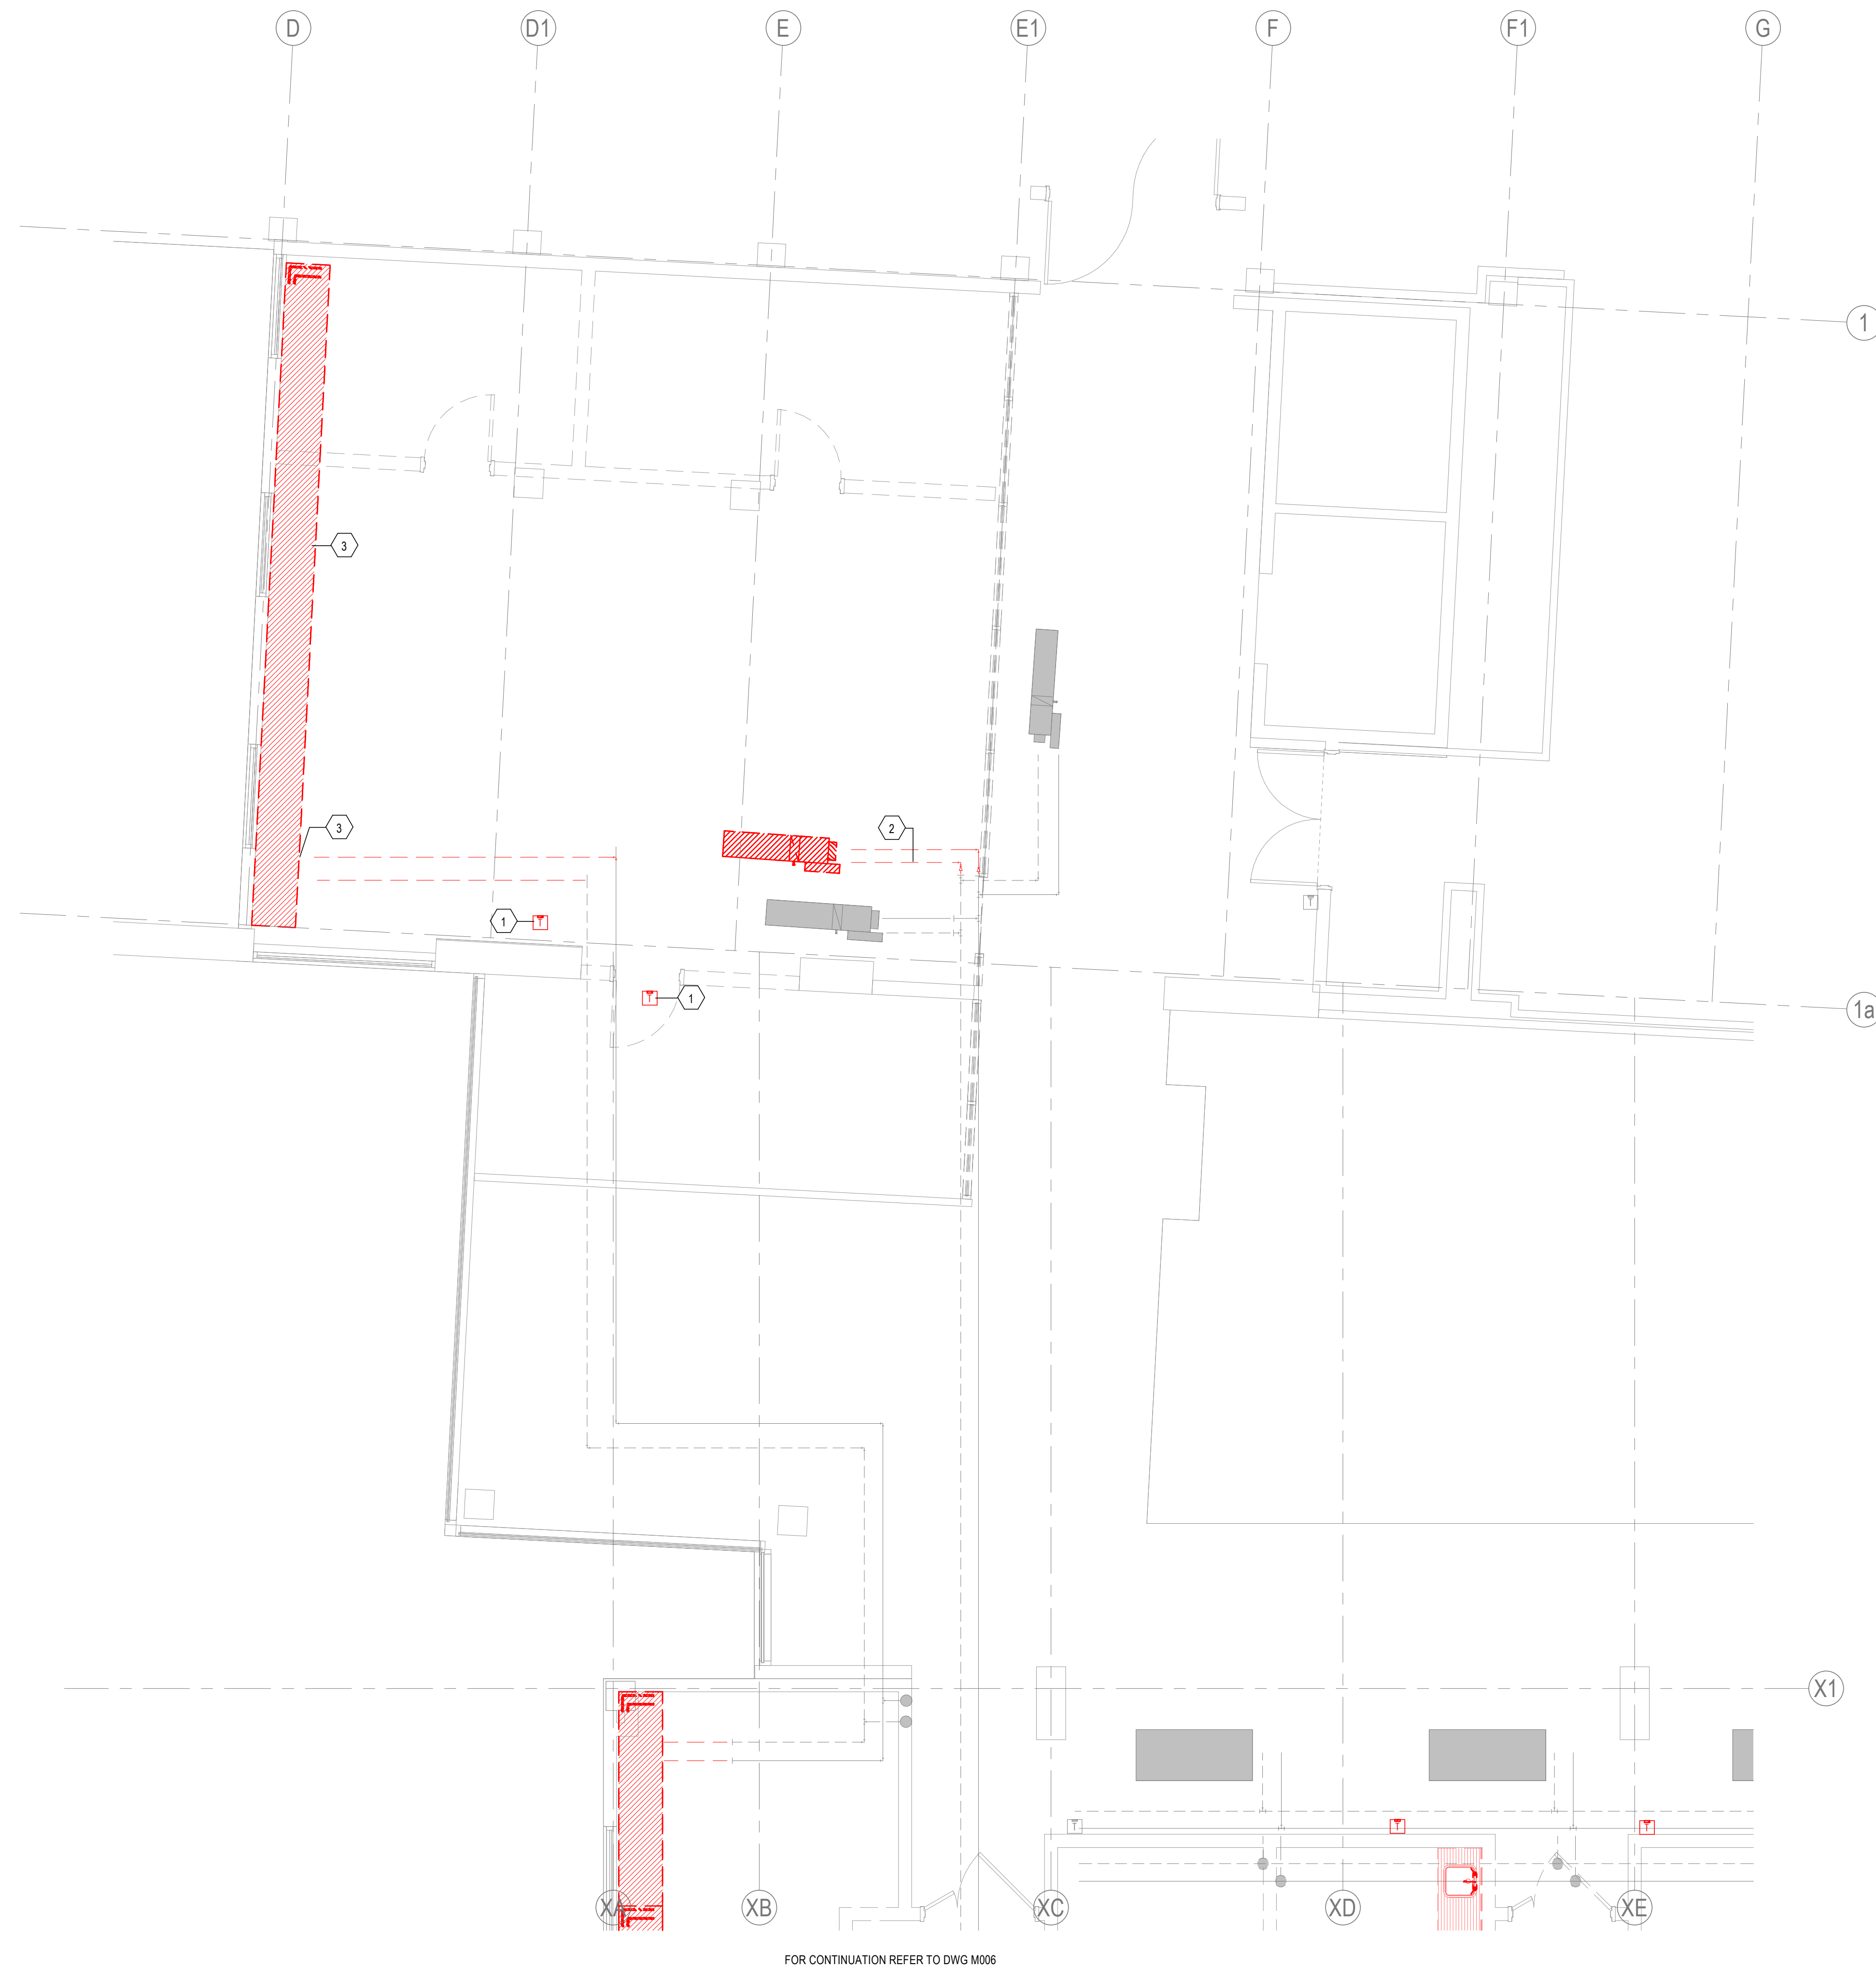 D D1 E E1 F F1 G
1
3
2
3
1
1
1a
X1
XA XB XC XD XE
FOR CONTINUATION REFER TO DWG M006